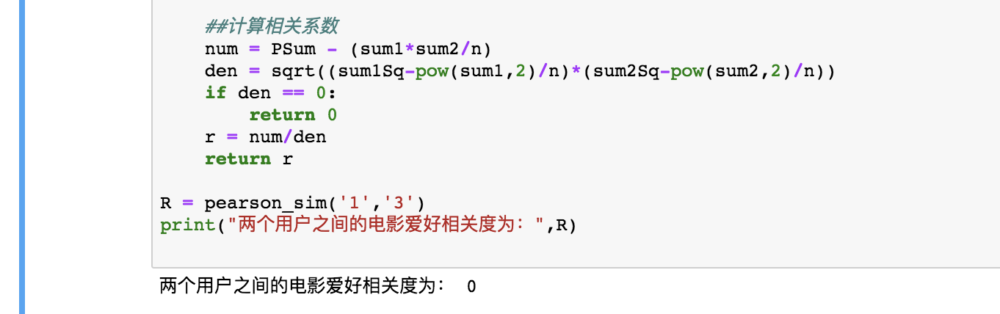 ##计算相关系数
num = PSum - (sum1*sum2/n)
den = sqrt((sum1Sq-pow(sum1,2)/n)*(sum2Sq-pow(sum2,2)/n))
if den == 0:
return 0
r = num/den
return r
R = pearson_sim('1','3')
print("两个用户之间的电影爱好相关度为：",R)
两个用户之间的电影爱好相关度为： 0